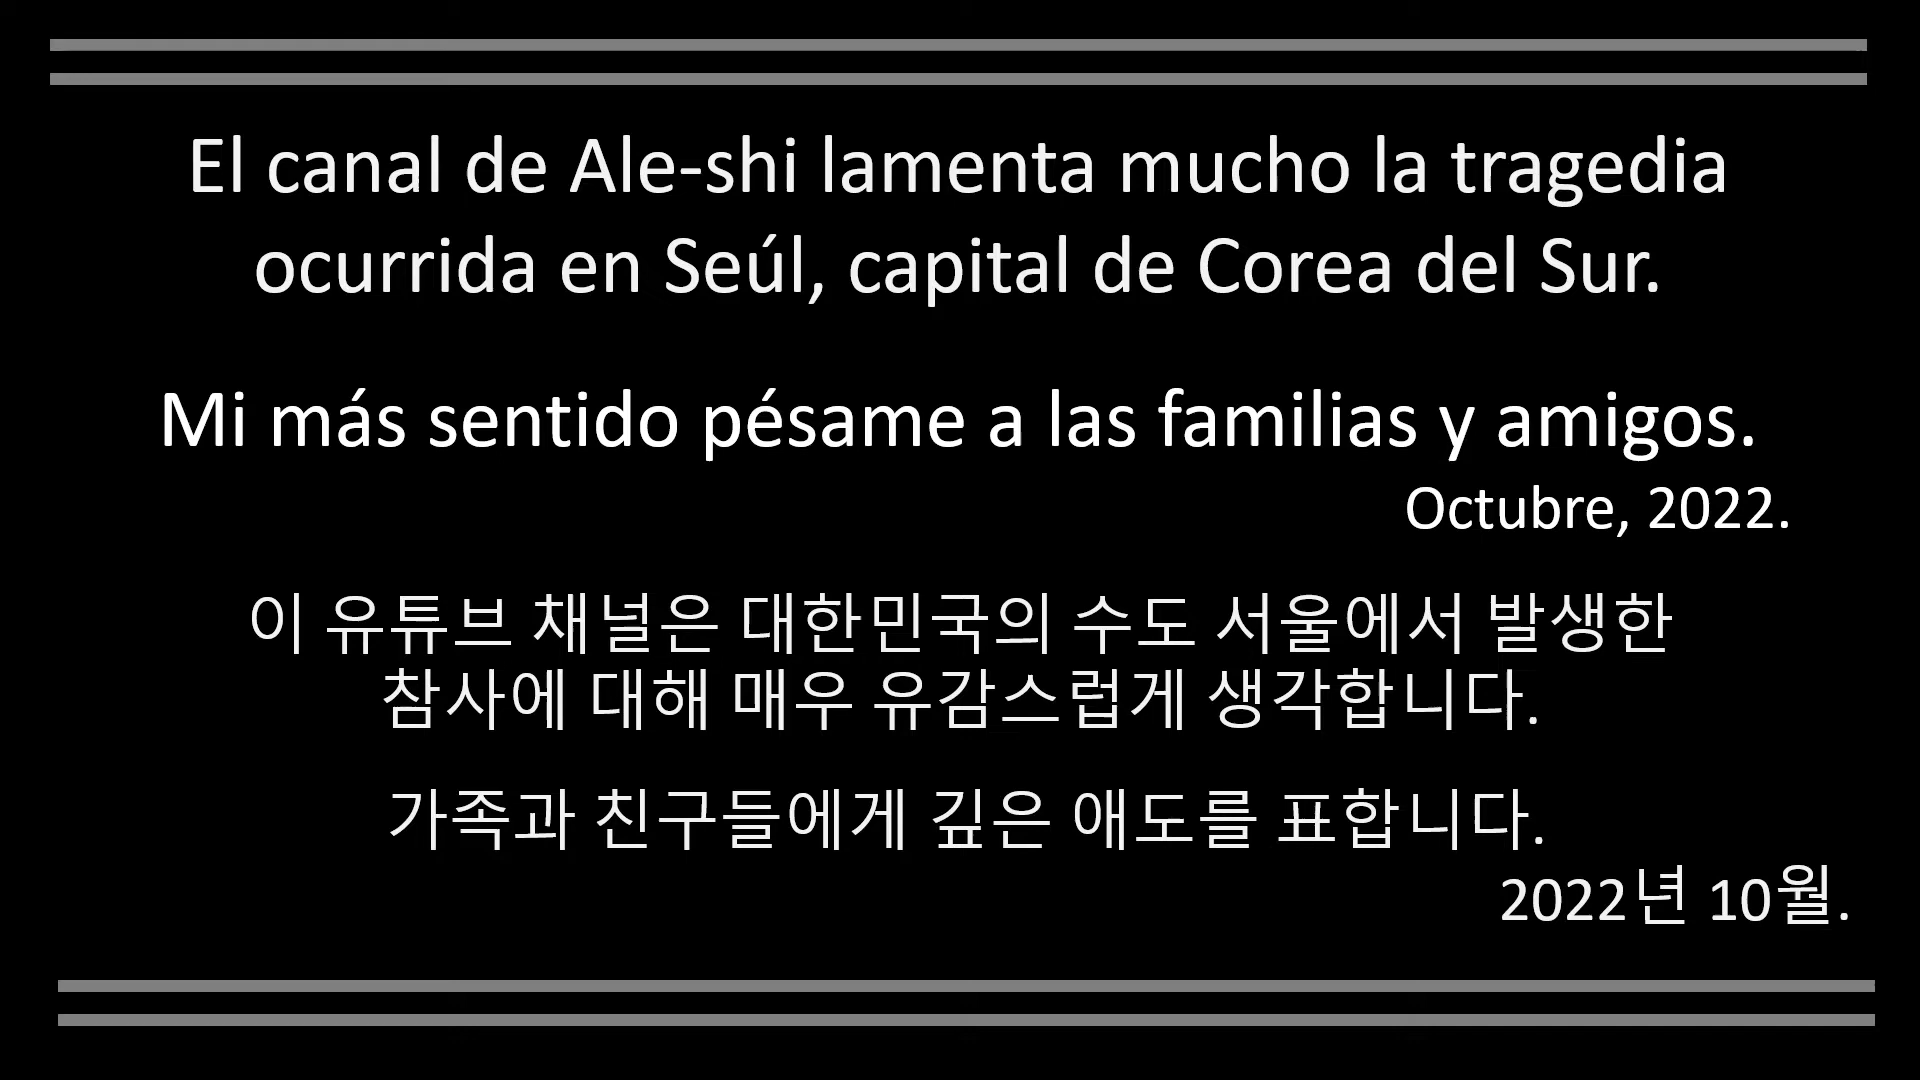 El canal de Ale-shi lamenta mucho la tragedia
ocurrida en Seúl, capital de Corea del Sur.
Mi más sentido pésame a las familias y amigos.
Octubre, 2022.
이 유튜브 채널은 대한민국의 수도 서울에서 발생한
참사에 대해 매우 유감스럽게 생각합니다.
가족과 친구들에게 깊은 애도를 표합니다.
2022년 10월.